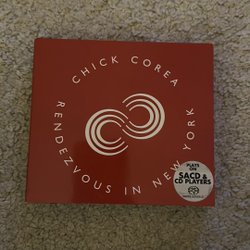 CHICK COREA
RENDEZVOUS IN NEW YORK
PLAYS ON
SACD &
CD PLAYERS